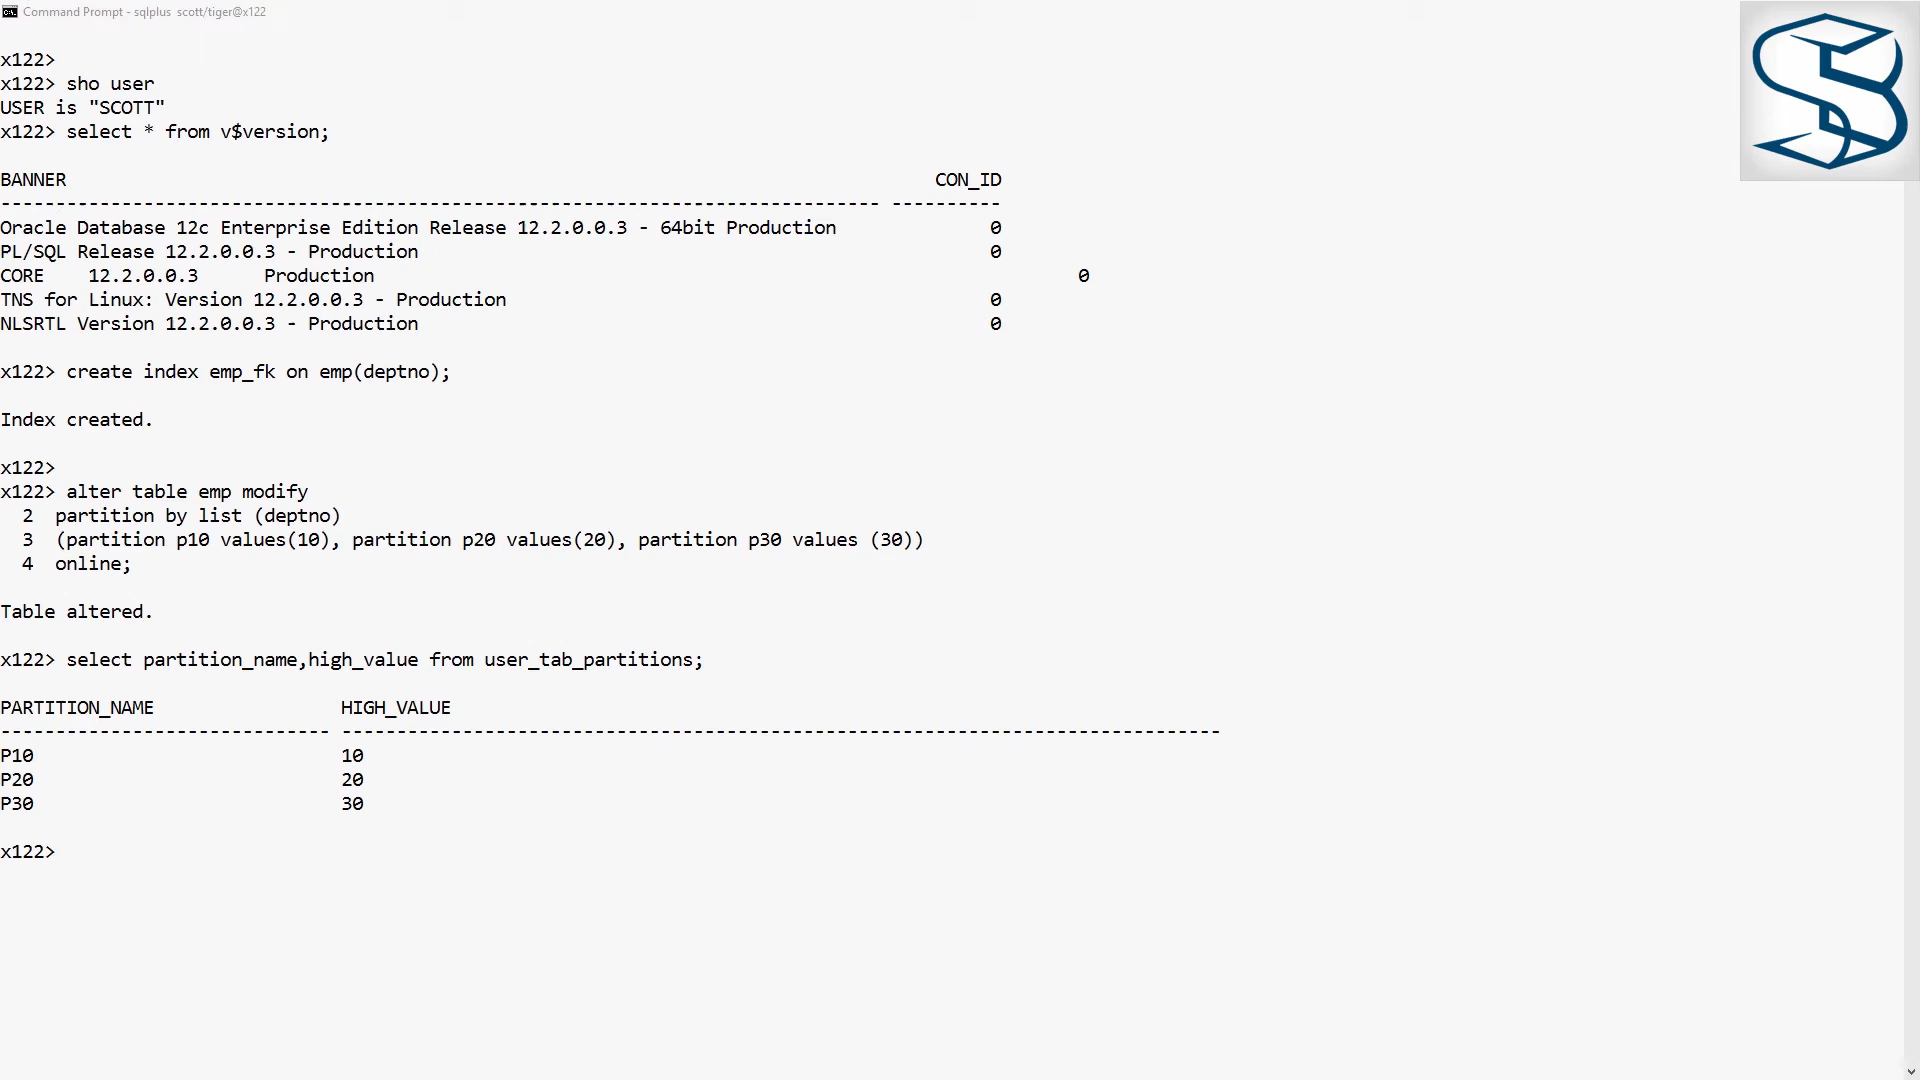 Command Prompt - sqlplus scott/tiger@x122
x122>
x122> sho user
USER is "SCOTT"
x122> select * from v$version;
BANNER CON_ID
-------------------------------------------------------------------------------- ----------
Oracle Database 12c Enterprise Edition Release 12.2.0.0.3 - 64bit Production 0
PL/SQL Release 12.2.0.0.3 - Production 0
CORE 12.2.0.0.3 Production 0
TNS for Linux: Version 12.2.0.0.3 - Production 0
NLSRTL Version 12.2.0.0.3 - Production 0
x122> create index emp_fk on emp(deptno);
Index created.
x122>
x122> alter table emp modify
2 partition by list (deptno)
3 (partition p10 values(10), partition p20 values(20), partition p30 values (30))
4 online;
Table altered.
x122> select partition_name,high_value from user_tab_partitions;
PARTITION_NAME HIGH_VALUE
------------------------------ --------------------------------------------------------------------------------
P10 10
P20 20
P30 30
x122>